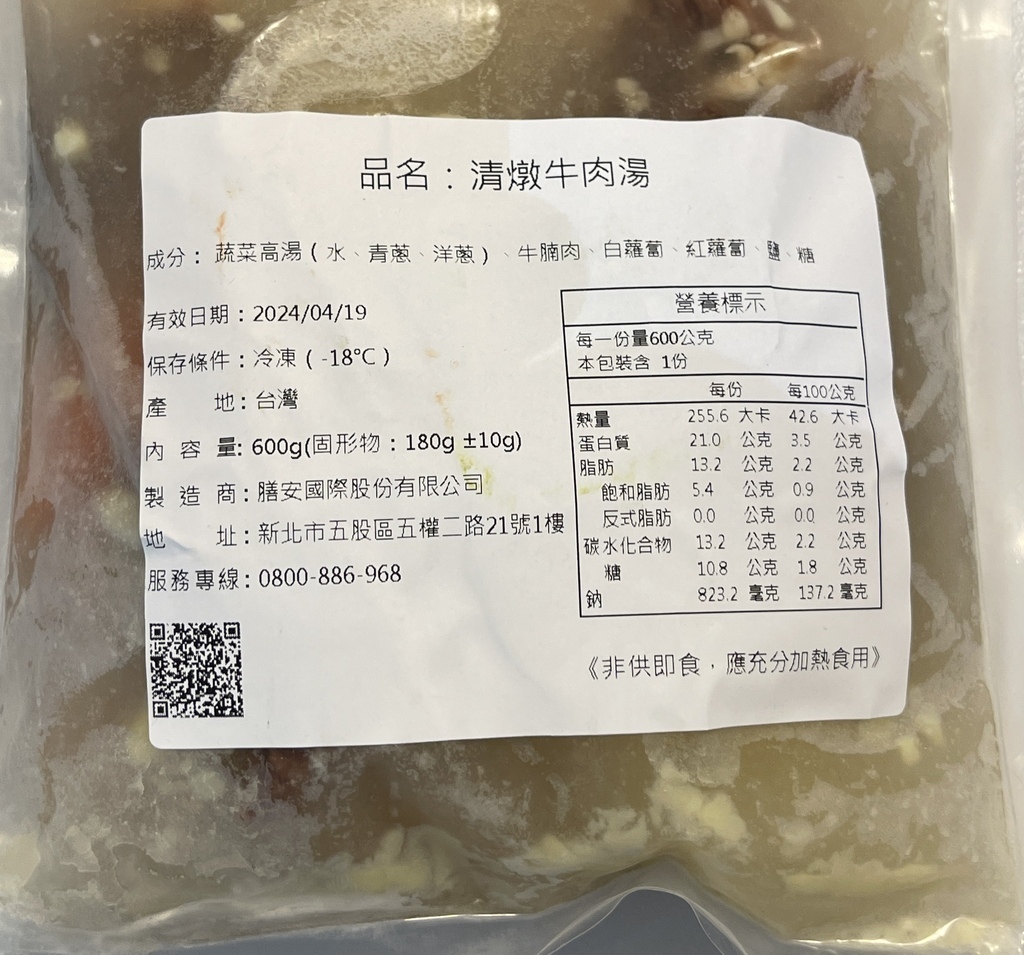 品名：清燉牛肉湯
成分：蔬菜高湯(水、青蔥、洋蔥)、牛腩肉、白蘿蔔、紅蘿蔔、鹽、糖
有效日期：2024/04/19
保存條件：冷凍(-18°C)
產 地：台灣
內容量：600g(固形物：180g ±10g)
製造商：膳安國際股份有限公司
地 址：新北市五股區五權二路21號1樓
服務專線：0800-886-968
營養標示
每一份量600公克
本包裝含 1份
每份 每100公克
熱量 255.6 大卡 42.6 大卡
蛋白質 21.0 公克 3.5 公克
脂肪 13.2 公克 2.2 公克
飽和脂肪 5.4 公克 0.9 公克
反式脂肪 0.0 公克 0.0 公克
碳水化合物 13.2 公克 2.2 公克
糖 10.8 公克 1.8 公克
鈉 823.2 毫克 137.2 毫克
《非供即食，應充分加熱食用》